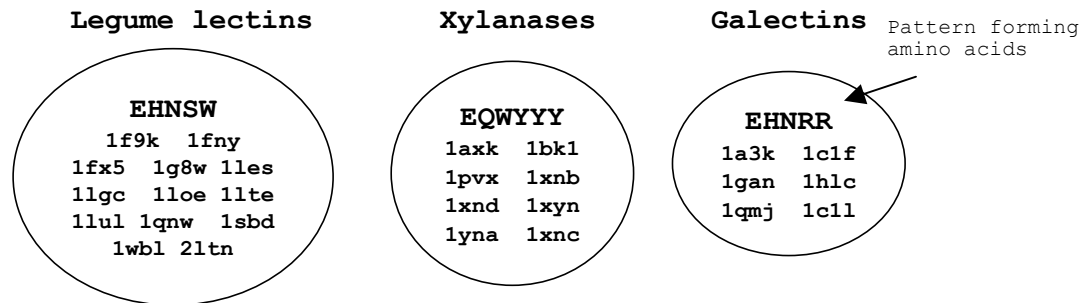 Legume lectins
Xylanases
Galectins
Pattern forming
amino acids
EHNSW
1f9k 1fny
1fx5 1g8w 1les
1lgc 1loe 1lte
1lul 1qnw 1sbd
1wbl 2ltn
EQWYYY
1axk 1bk1
1pvx 1xnb
1xnd 1xyn
1yna 1xnc
EHNRR
1a3k 1c1f
1gan 1hlc
1qmj 1c1l